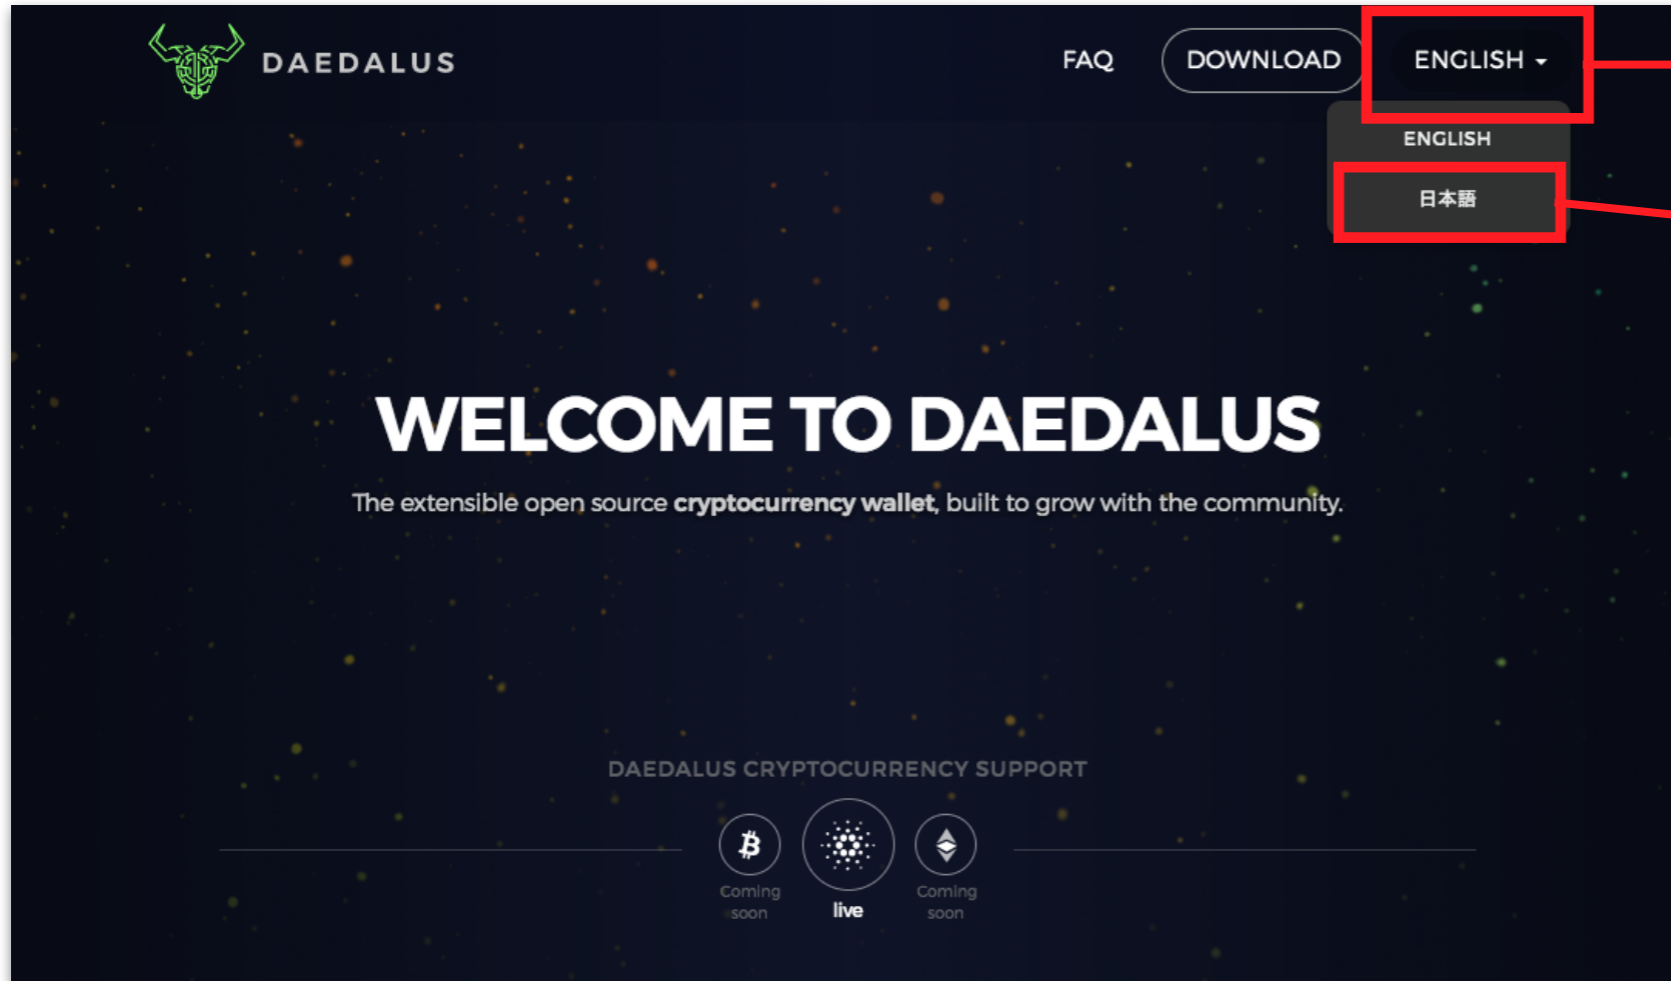 DAEDALUS
FAQ
DOWNLOAD
ENGLISH
ENGLISH
日本語
WELCOME TO DAEDALUS
The extensible open source cryptocurrency wallet, built to grow with the community.
DAEDALUS CRYPTOCURRENCY SUPPORT
Coming
soon
live
Coming
soon